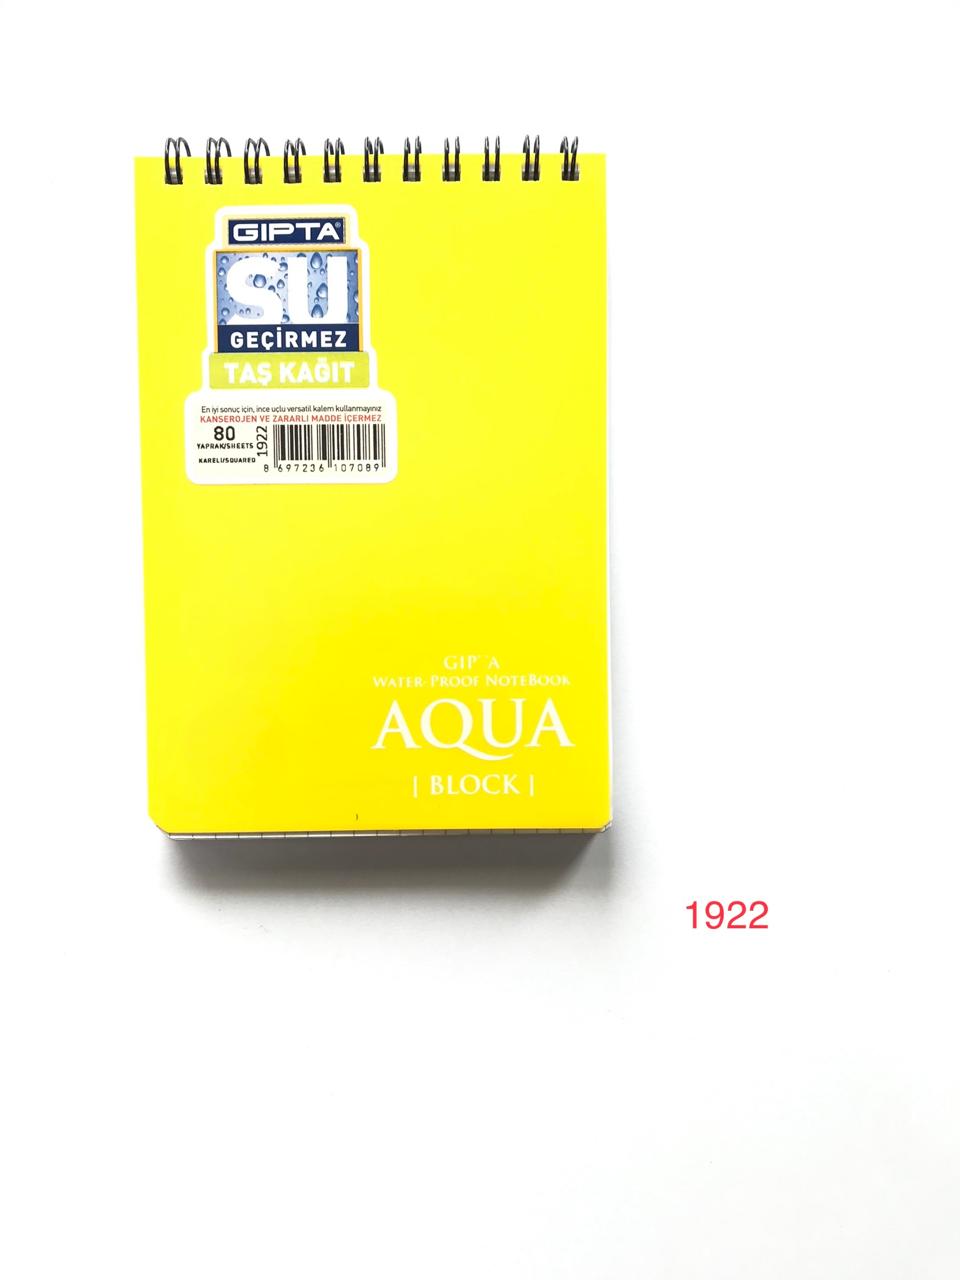 GIPTA
SU
GEÇİRMEZ
TAŞ KAĞIT
En iyi sonuç için, ince uçlu versatil kalem kullanmayınız
KANSEROJEN VE ZARARLI MADDE İÇERMEZ
80
YAPRAK/SHEETS
KARELI/SQUARED
1922
8 697236 107089
GIPTA
WATER-PROOF NOTEBOOK
AQUA
| BLOCK |
1922